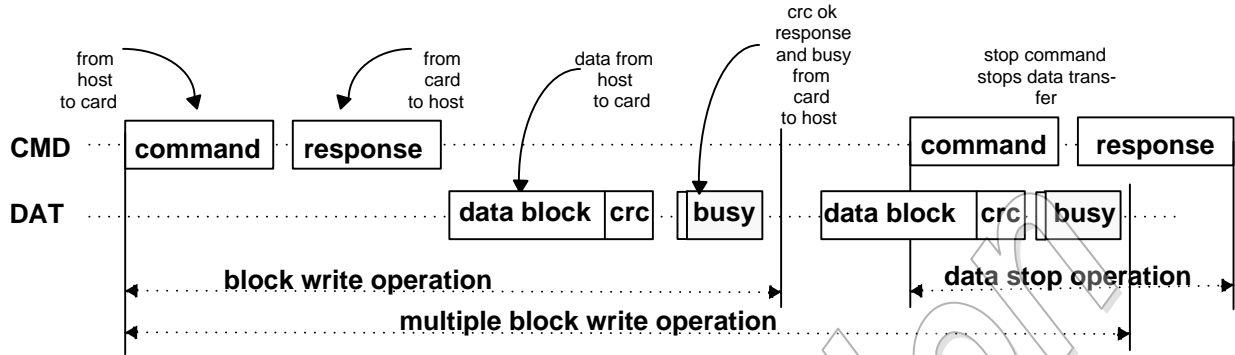 from
host
to card
from
card
to host
data from
host
to card
crc ok
response
and busy
from
card
to host
stop command
stops data trans-
fer
CMD command response command response
DAT data block crc busy data block crc busy
block write operation data stop operation
multiple block write operation